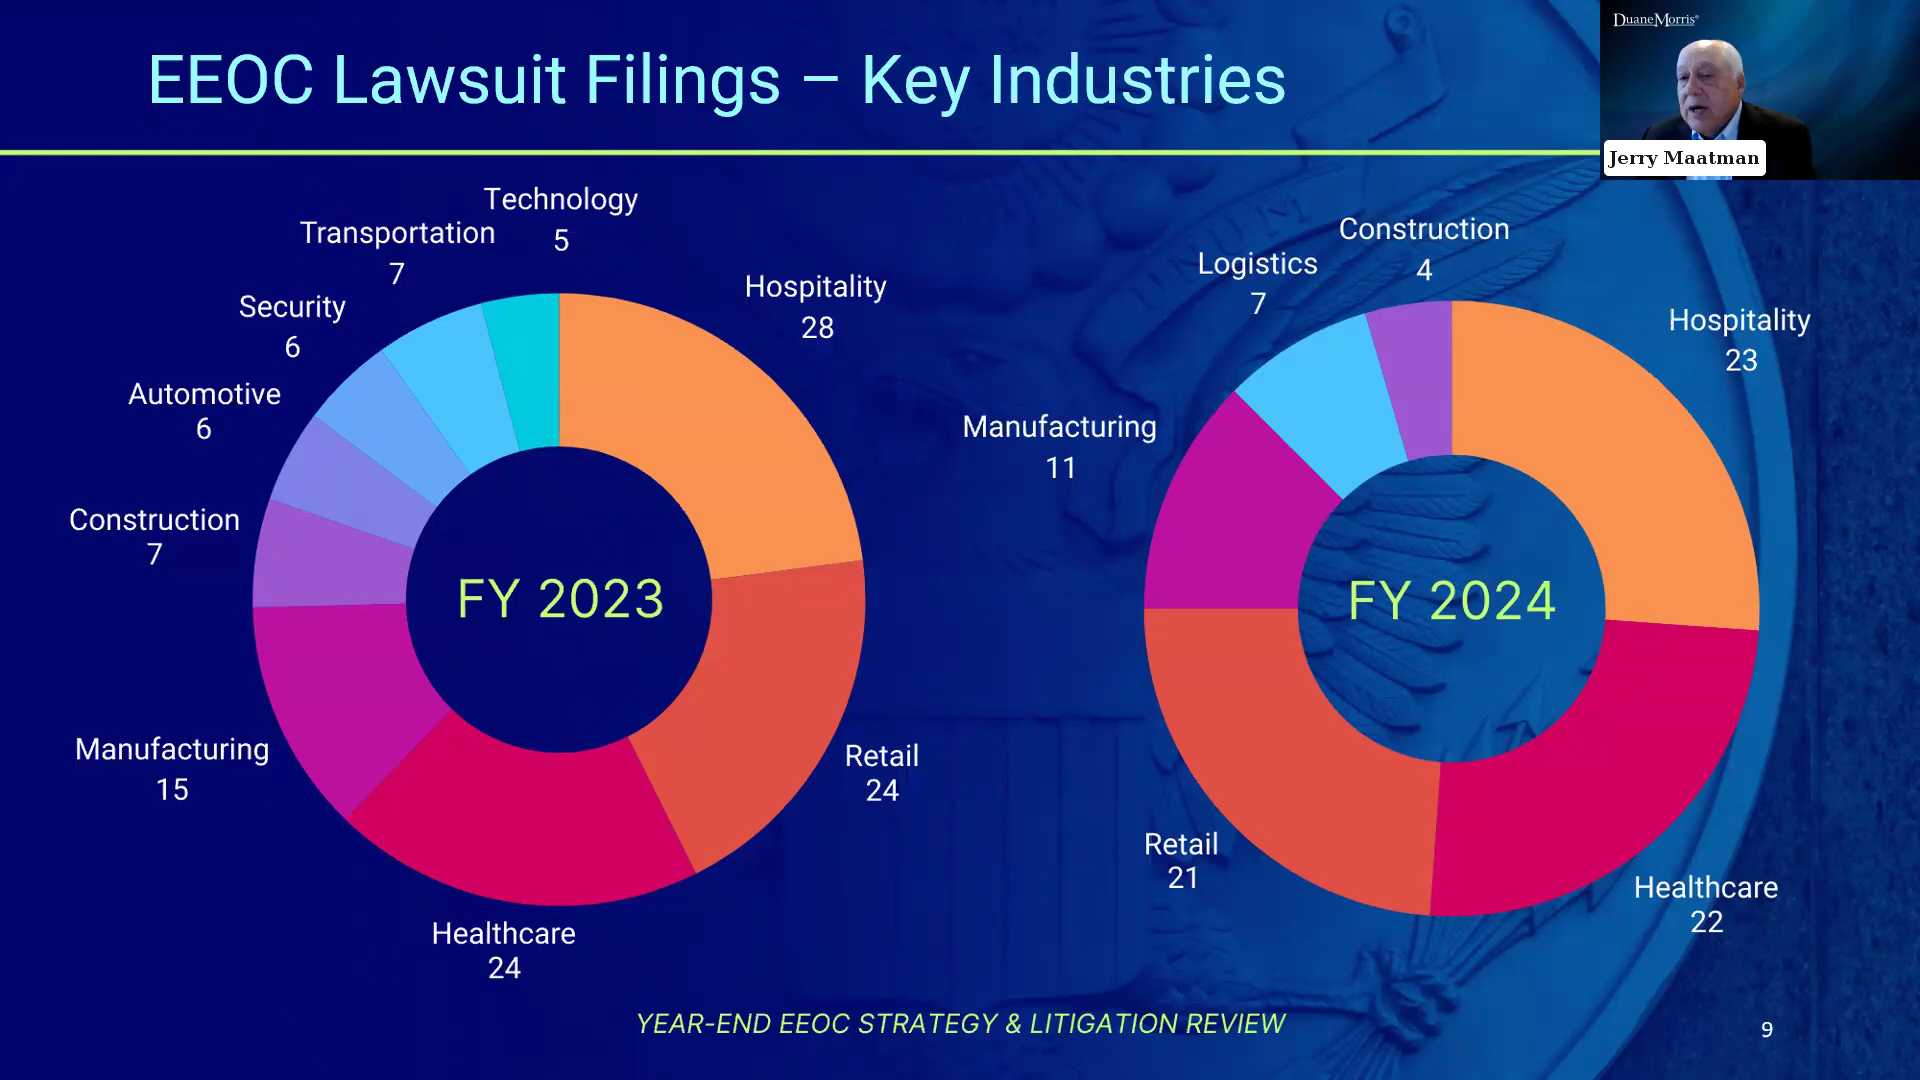 EEOC Lawsuit Filings – Key Industries
DuaneMorris®
Jerry Maatman
Technology
5
Transportation
7
Security
6
Automotive
6
Construction
7
Manufacturing
15
Healthcare
24
Retail
24
Hospitality
28
FY 2023
Construction
4
Logistics
7
Manufacturing
11
Retail
21
Healthcare
22
Hospitality
23
FY 2024
UNUM
YEAR-END EEOC STRATEGY & LITIGATION REVIEW
9